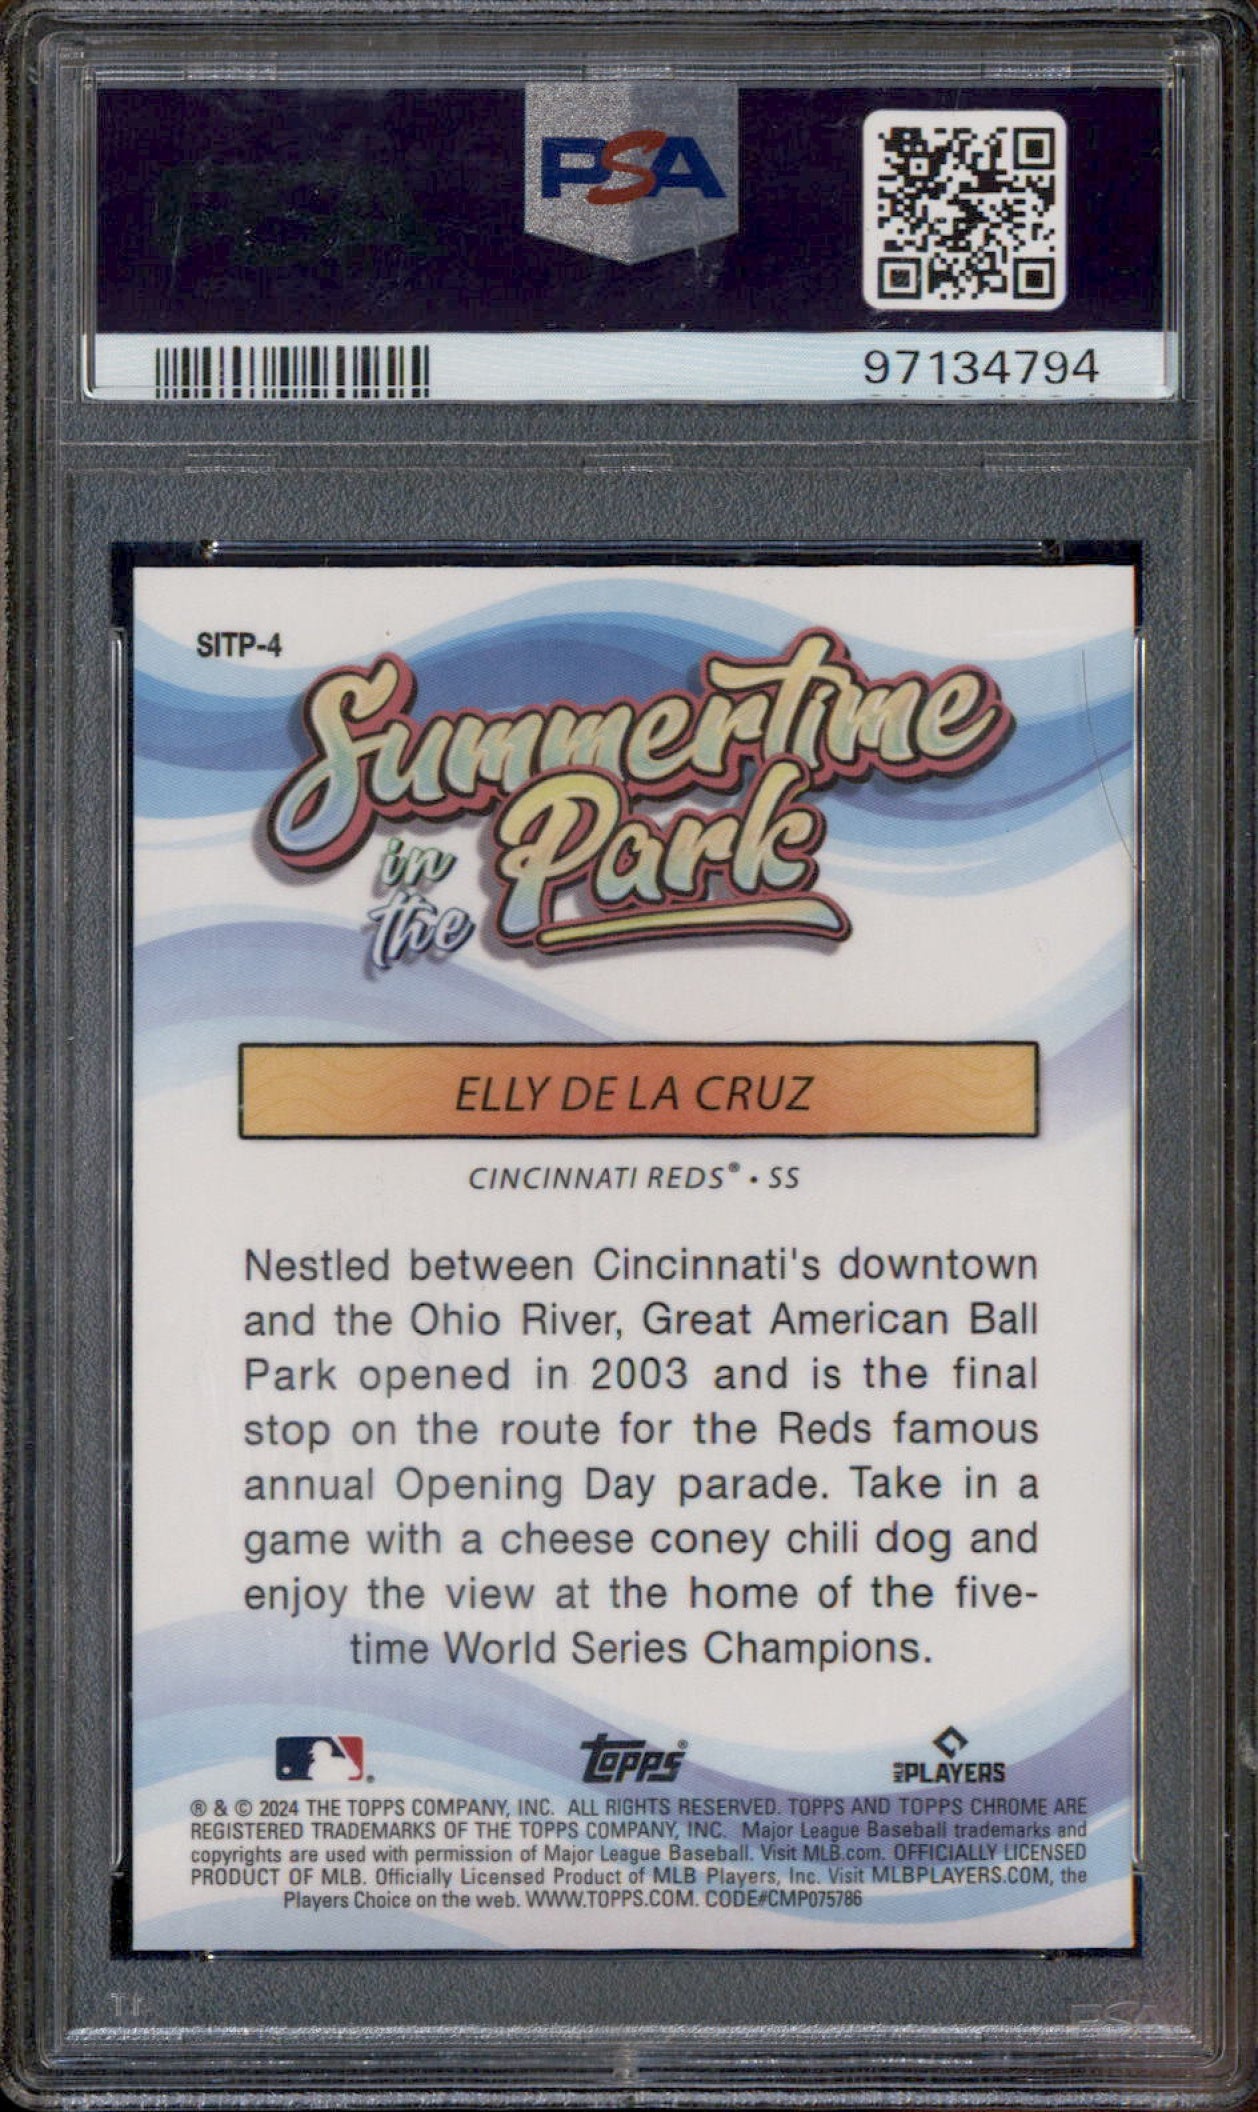 PSA
97134794
SITP-4
Summertime
in the Park
ELLY DE LA CRUZ
CINCINNATI REDS® • SS
Nestled between Cincinnati's downtown
and the Ohio River, Great American Ball
Park opened in 2003 and is the final
stop on the route for the Reds famous
annual Opening Day parade. Take in a
game with a cheese coney chili dog and
enjoy the view at the home of the five-
time World Series Champions.
Topps®
MLB PLAYERS
® & © 2024 THE TOPPS COMPANY, INC. ALL RIGHTS RESERVED. TOPPS AND TOPPS CHROME ARE
REGISTERED TRADEMARKS OF THE TOPPS COMPANY, INC. Major League Baseball trademarks and
copyrights are used with permission of Major League Baseball. Visit MLB.com. OFFICIALLY LICENSED
PRODUCT OF MLB. Officially Licensed Product of MLB Players, Inc. Visit MLBPLAYERS.COM, the
Players Choice on the web. WWW.TOPPS.COM. CODE#CMP075786
PSA